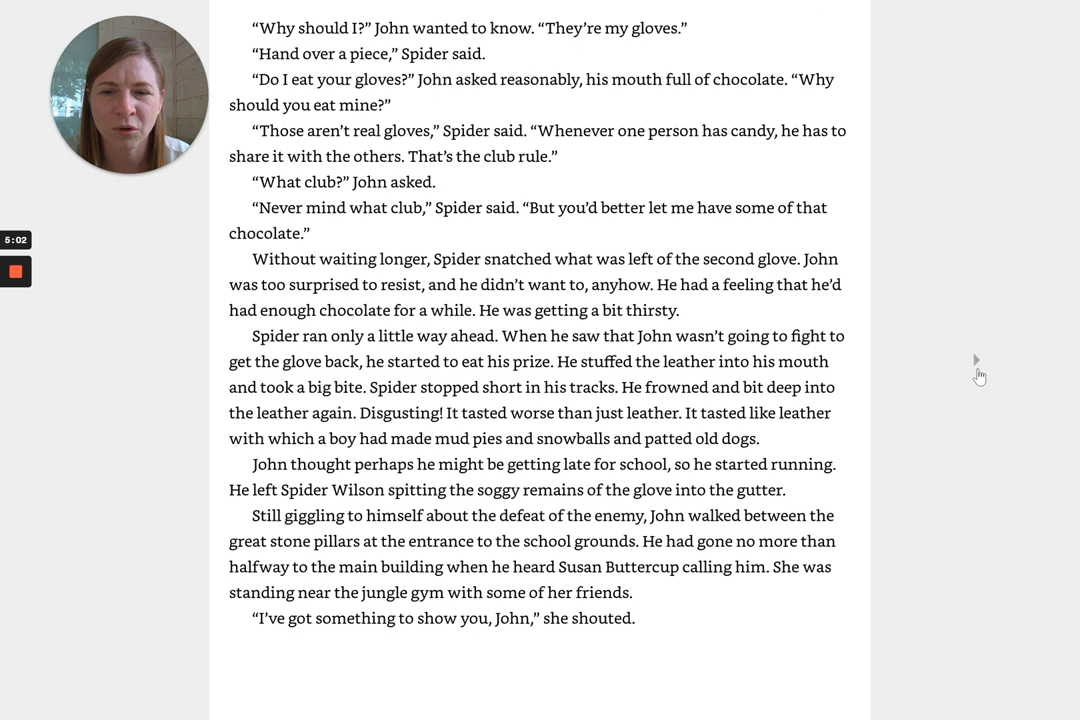 “Why should I?” John wanted to know. “They’re my gloves.”
“Hand over a piece,” Spider said.
“Do I eat your gloves?” John asked reasonably, his mouth full of chocolate. “Why
should you eat mine?”
“Those aren’t real gloves,” Spider said. “Whenever one person has candy, he has to
share it with the others. That’s the club rule.”
“What club?” John asked.
“Never mind what club,” Spider said. “But you’d better let me have some of that
chocolate.”
Without waiting longer, Spider snatched what was left of the second glove. John
was too surprised to resist, and he didn’t want to, anyhow. He had a feeling that he’d
had enough chocolate for a while. He was getting a bit thirsty.
Spider ran only a little way ahead. When he saw that John wasn’t going to fight to
get the glove back, he started to eat his prize. He stuffed the leather into his mouth
and took a big bite. Spider stopped short in his tracks. He frowned and bit deep into
the leather again. Disgusting! It tasted worse than just leather. It tasted like leather
with which a boy had made mud pies and snowballs and patted old dogs.
John thought perhaps he might be getting late for school, so he started running.
He left Spider Wilson spitting the soggy remains of the glove into the gutter.
Still giggling to himself about the defeat of the enemy, John walked between the
great stone pillars at the entrance to the school grounds. He had gone no more than
halfway to the main building when he heard Susan Buttercup calling him. She was
standing near the jungle gym with some of her friends.
“I’ve got something to show you, John,” she shouted.
5:02